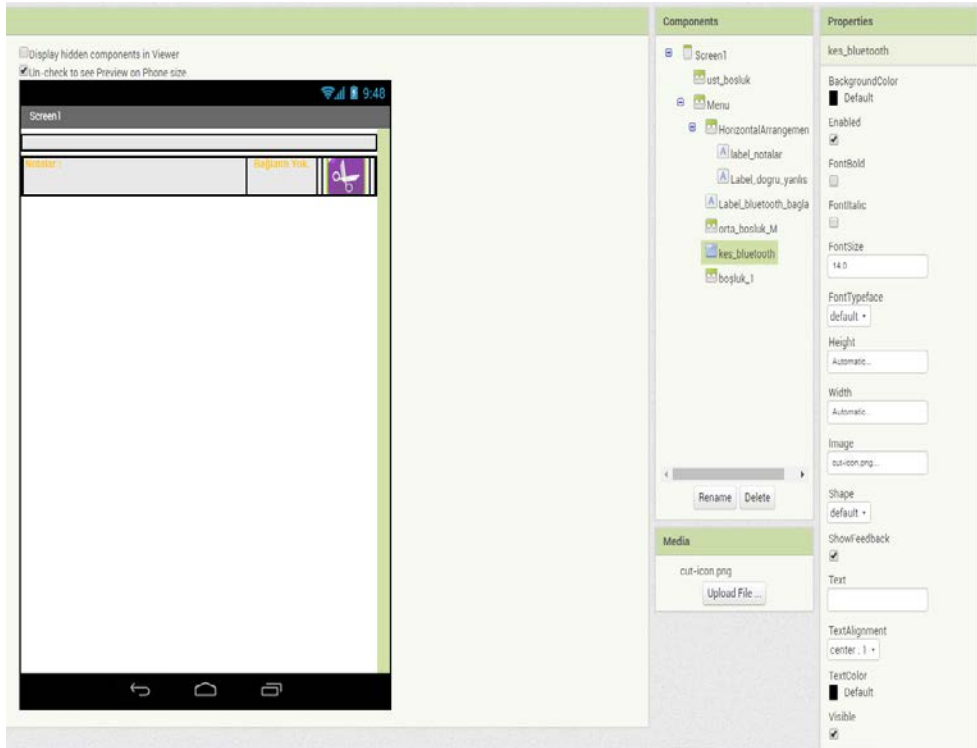 Display hidden components in Viewer
Un-check to see Preview on Phone size.
9:48
Screen1
Notalar :
Bağlantı Yok.
Components
Screen1
ust_bosluk
Menu
HorizontalArrangemen
label_notalar
Label_dogru_yanlıs
Label_bluetooth_bagla
orta_bosluk_M
kes_bluetooth
boşluk_1
Rename Delete
Media
cut-icon.png
Upload File ...
Properties
kes_bluetooth
BackgroundColor
Default
Enabled
FontBold
FontItalic
FontSize
14.0
FontTypeface
default
Height
Automatic...
Width
Automatic...
Image
cut-icon.png...
Shape
default
ShowFeedback
Text
TextAlignment
center : 1
TextColor
Default
Visible